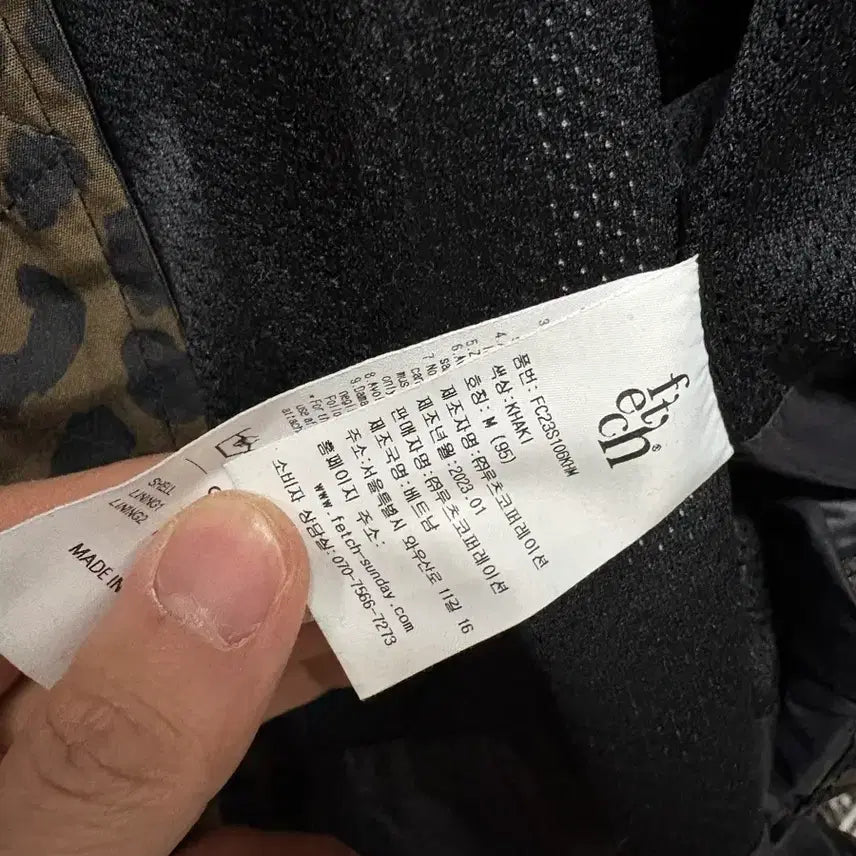 fetch®
품번: FC23S106KHM
색상: KHAKI
호칭: M (95)
제조자명: ㈜루츠코퍼레이션
제조년월: 2023.01
판매자명: ㈜루츠코퍼레이션
제조국명: 베트남
주소: 서울특별시 와우산로 11길 16
홈페이지 주소:
www.fetch-sunday.com
소비자 상담실: 070-7566-7273
SHELL
LINING1
LINING2
MADE IN